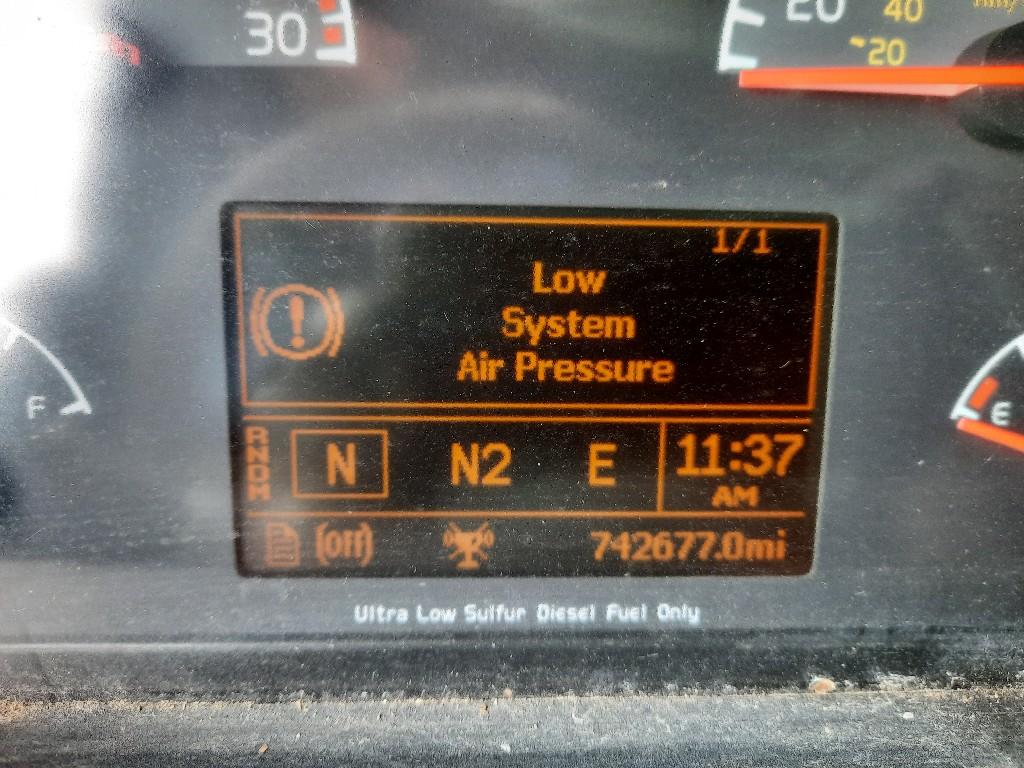 30
20
40
20
1/1
Low
System
Air Pressure
F
E
RNDM
N
N2
E
11:37
AM
(Off)
742677.0mi
Ultra Low Sulfur Diesel Fuel Only